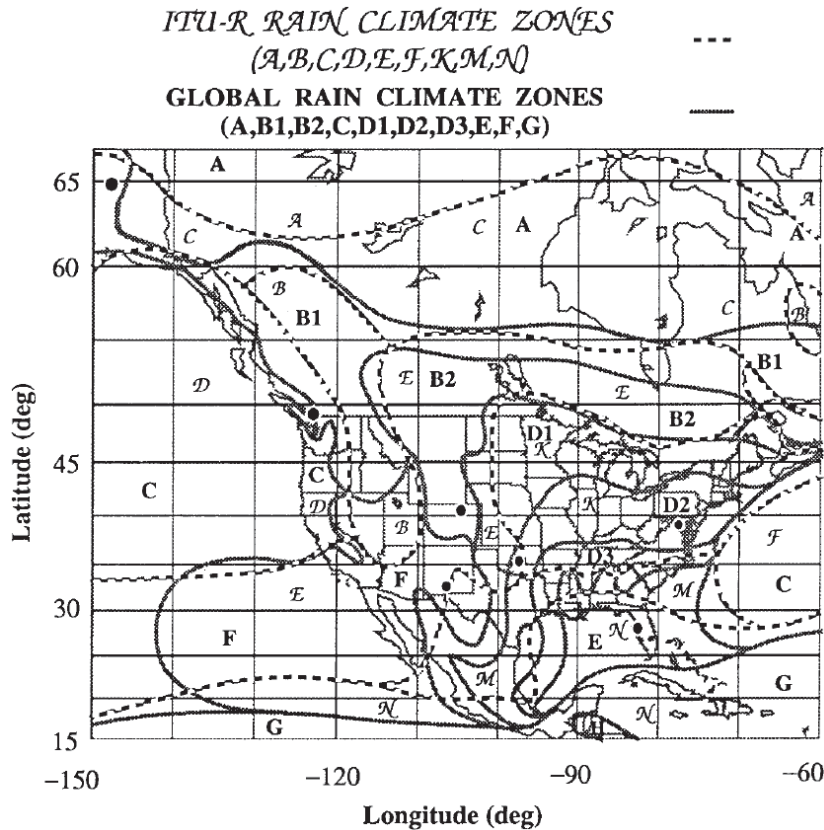 ITU-R RAIN CLIMATE ZONES
(A,B,C,D,E,F,K,M,N)
GLOBAL RAIN CLIMATE ZONES
(A,B1,B2,C,D1,D2,D3,E,F,G)
A
65
A
A
C
C
A
A
60
B
C
B
B1
B1
D
E
B2
E
B2
D1
K
45
C
C
D
B
E
K
D2
F
D3
F
E
M
C
30
F
N
E
M
G
N
N
G
15
-150
-120
-90
-60
Latitude (deg)
Longitude (deg)